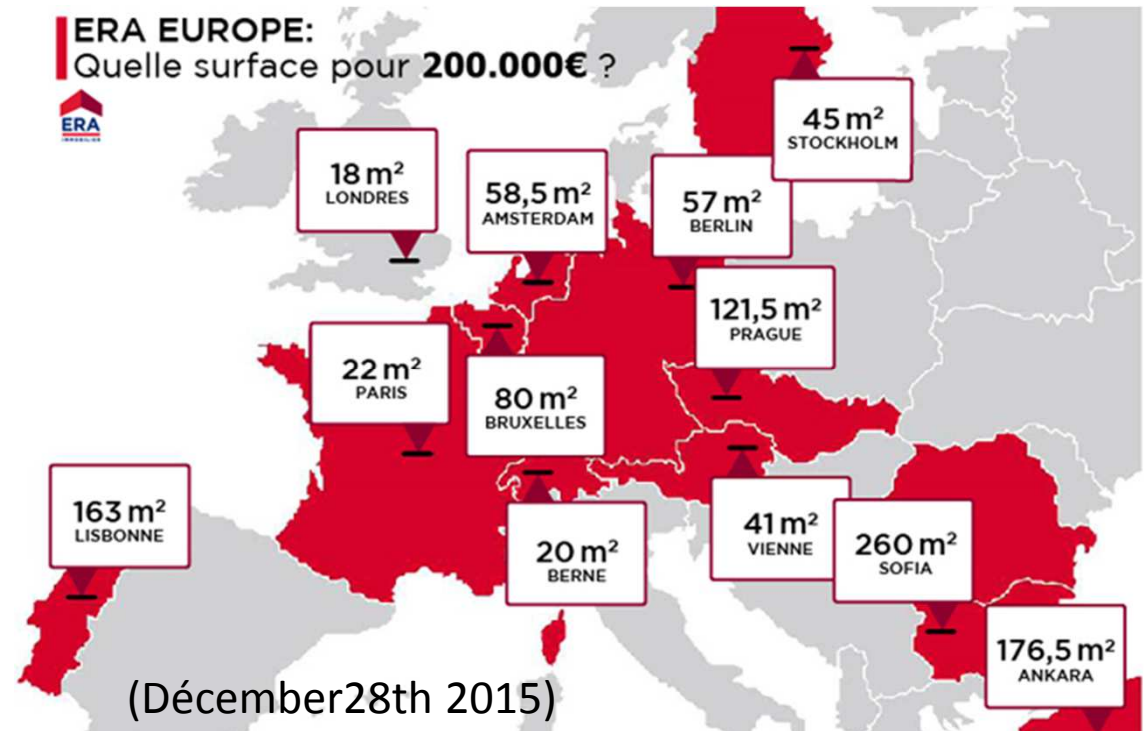 ERA EUROPE:
Quelle surface pour 200.000€ ?
ERA
IMMOBILIER
45 m²
STOCKHOLM
18 m²
LONDRES
58,5 m²
AMSTERDAM
57 m²
BERLIN
121,5 m²
PRAGUE
22 m²
PARIS
80 m²
BRUXELLES
163 m²
LISBONNE
20 m²
BERNE
41 m²
VIENNE
260 m²
SOFIA
176,5 m²
ANKARA
(Décember28th 2015)